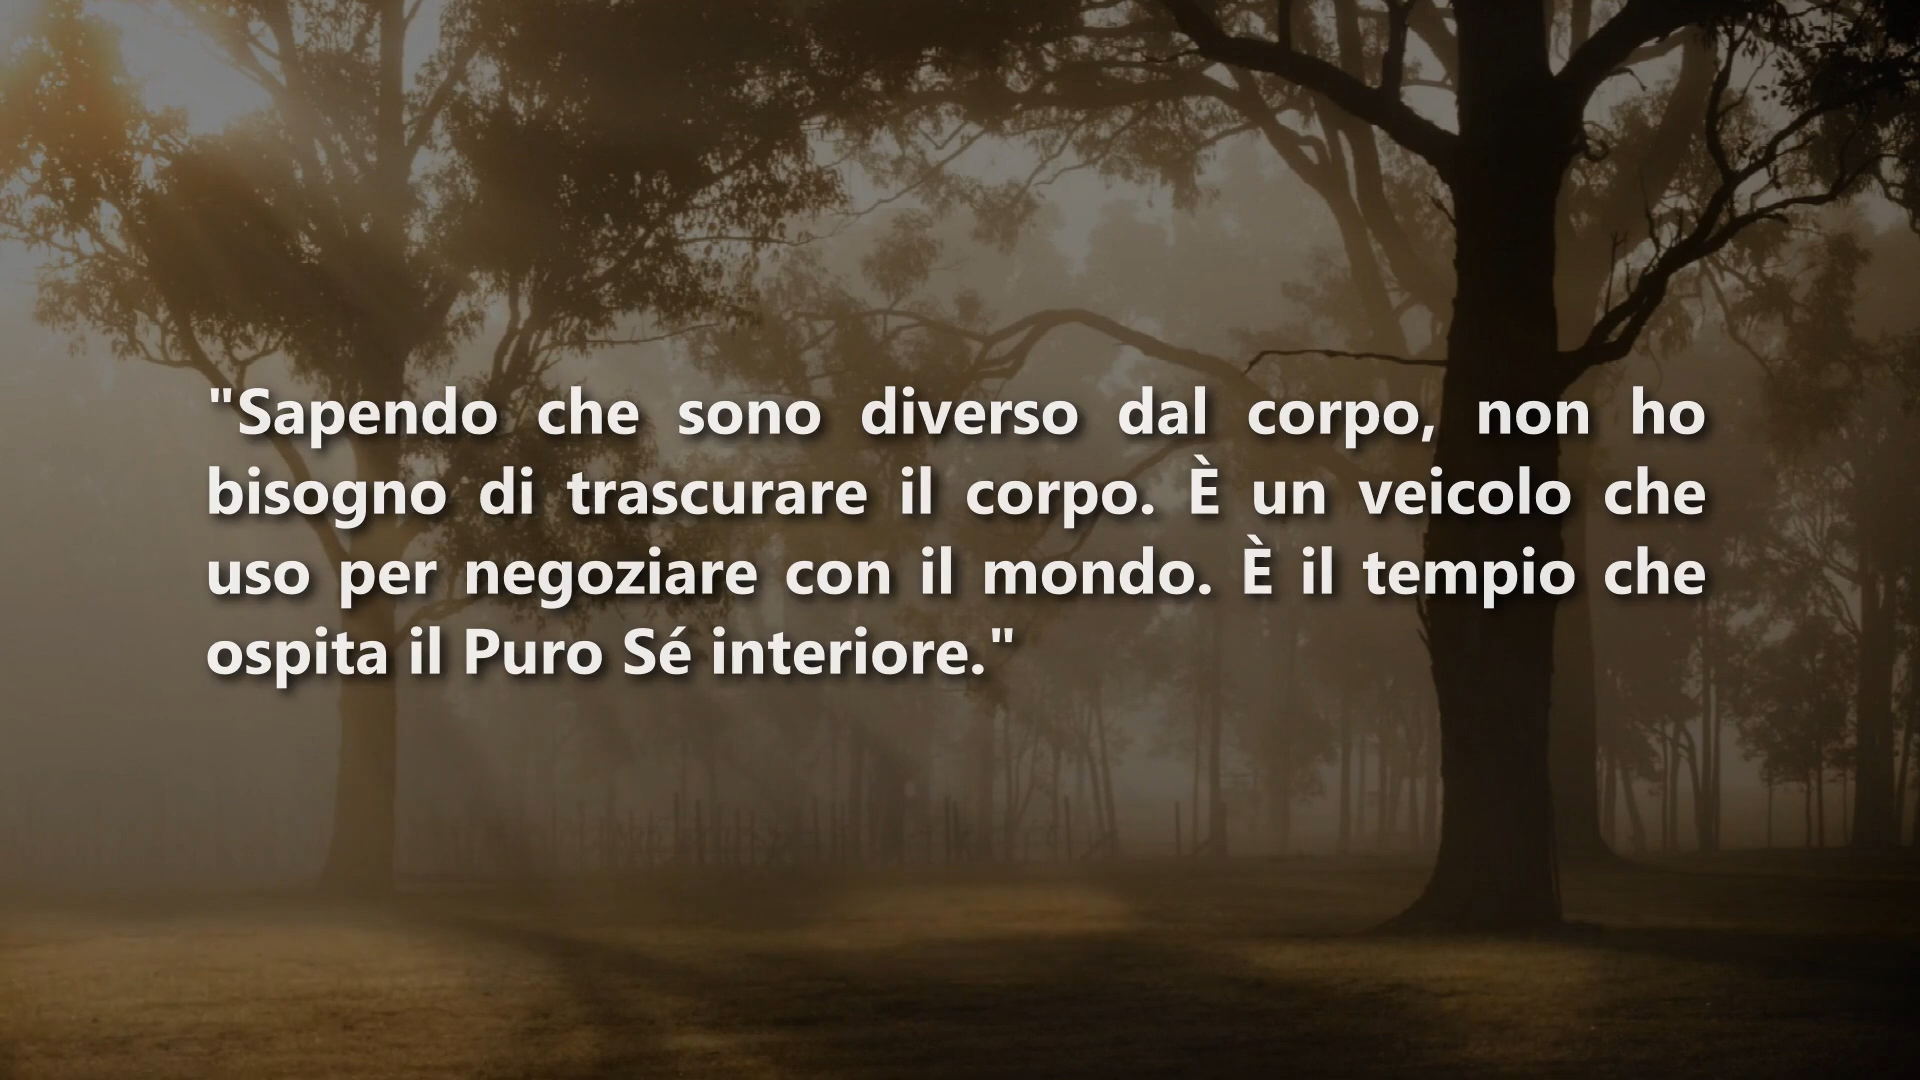 "Sapendo che sono diverso dal corpo, non ho
bisogno di trascurare il corpo. È un veicolo che
uso per negoziare con il mondo. È il tempio che
ospita il Puro Sé interiore."